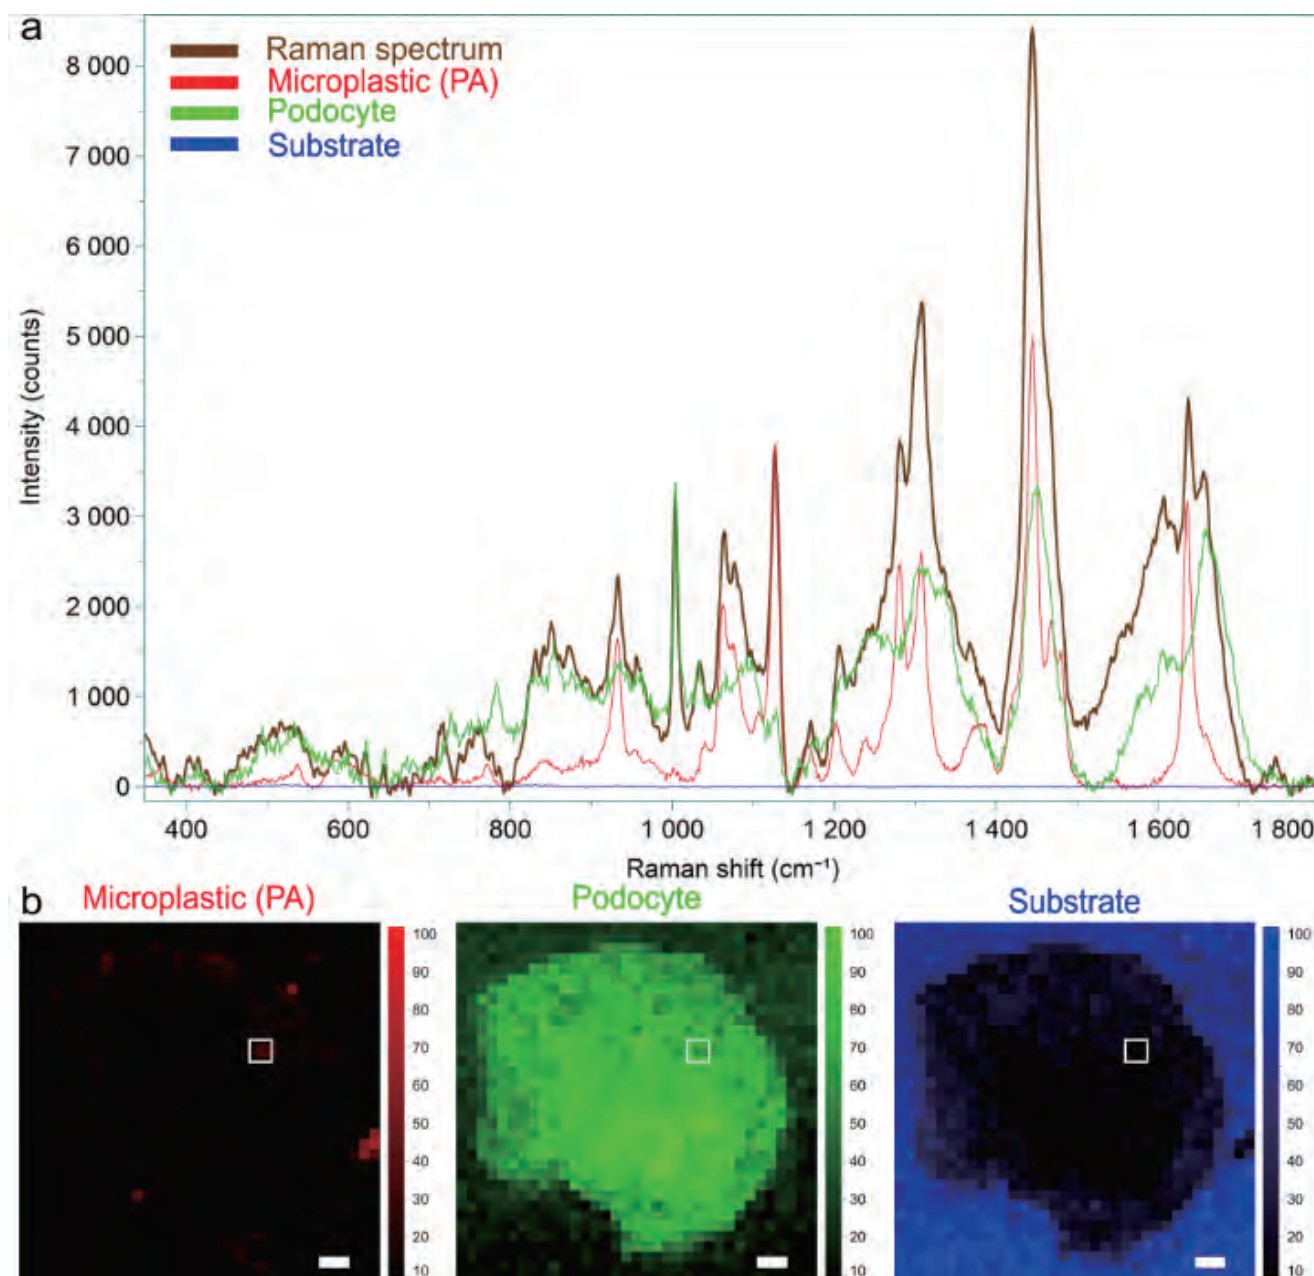 a
Raman spectrum
Microplastic (PA)
Podocyte
Substrate
8 000
7 000
6 000
5 000
4 000
3 000
2 000
1 000
0
Intensity (counts)
400 600 800 1 000 1 200 1 400 1 600 1 800
Raman shift (cm⁻¹)
b
Microplastic (PA) Podocyte Substrate
100 100 100
90 90 90
80 80 80
70 70 70
60 60 60
50 50 50
40 40 40
30 30 30
20 20 20
10 10 10